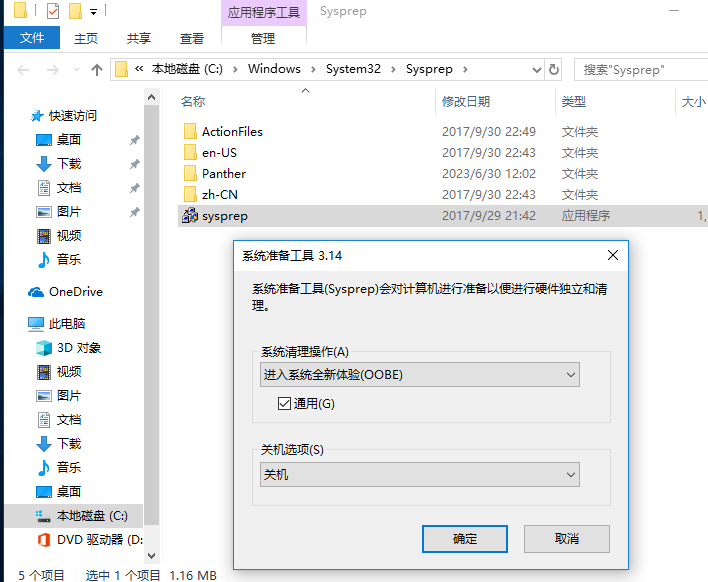 应用程序工具 Sysprep
文件 主页 共享 查看 管理
« 本地磁盘 (C:) › Windows › System32 › Sysprep › 搜索"Sysprep"
名称 修改日期 类型 大小
快速访问
桌面
下载
文档
图片
视频
音乐
OneDrive
此电脑
3D 对象
视频
图片
文档
下载
音乐
桌面
本地磁盘 (C:)
DVD 驱动器 (D:
ActionFiles 2017/9/30 22:49 文件夹
en-US 2017/9/30 22:43 文件夹
Panther 2023/6/30 12:02 文件夹
zh-CN 2017/9/30 22:43 文件夹
sysprep 2017/9/29 21:42 应用程序 1,
系统准备工具 3.14
系统准备工具(Sysprep)会对计算机进行准备以便进行硬件独立和清
理。
系统清理操作(A)
进入系统全新体验(OOBE)
通用(G)
关机选项(S)
关机
确定 取消
5 个项目 选中 1 个项目 1.16 MB